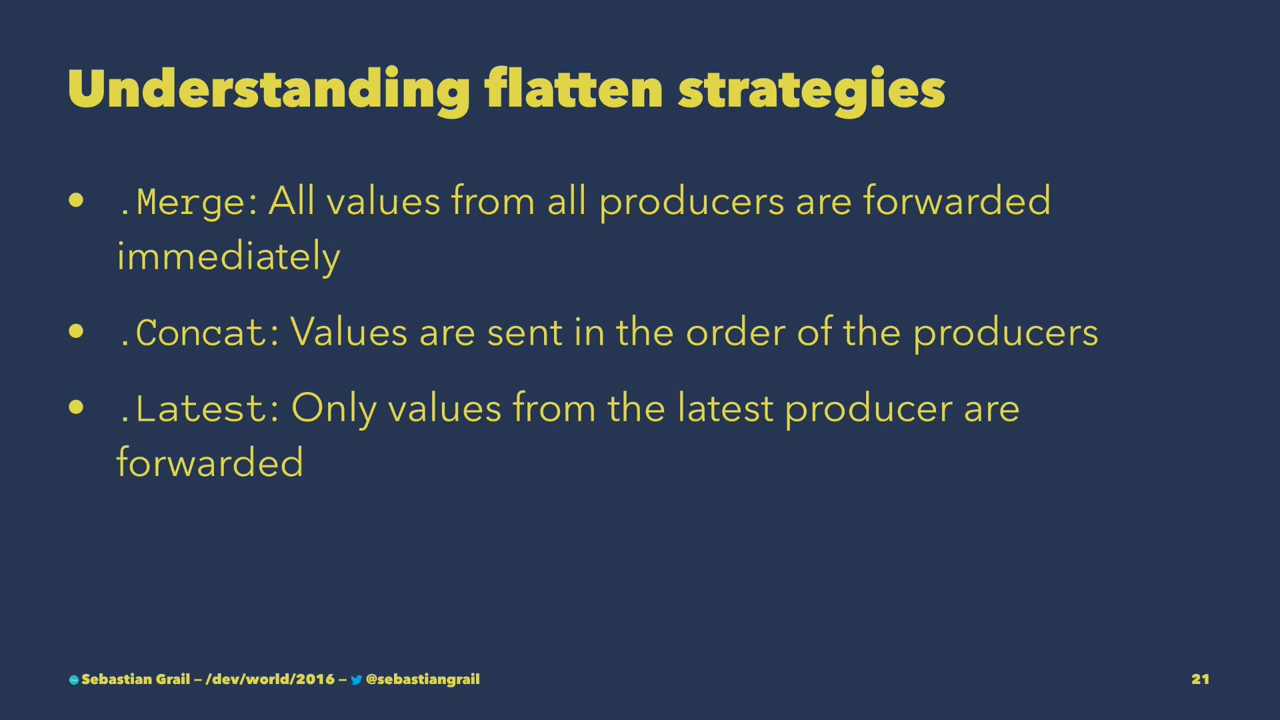 Understanding flatten strategies
• .Merge: All values from all producers are forwarded
immediately
• .Concat: Values are sent in the order of the producers
• .Latest: Only values from the latest producer are
forwarded
Sebastian Grail – /dev/world/2016 – @sebastiangrail
21